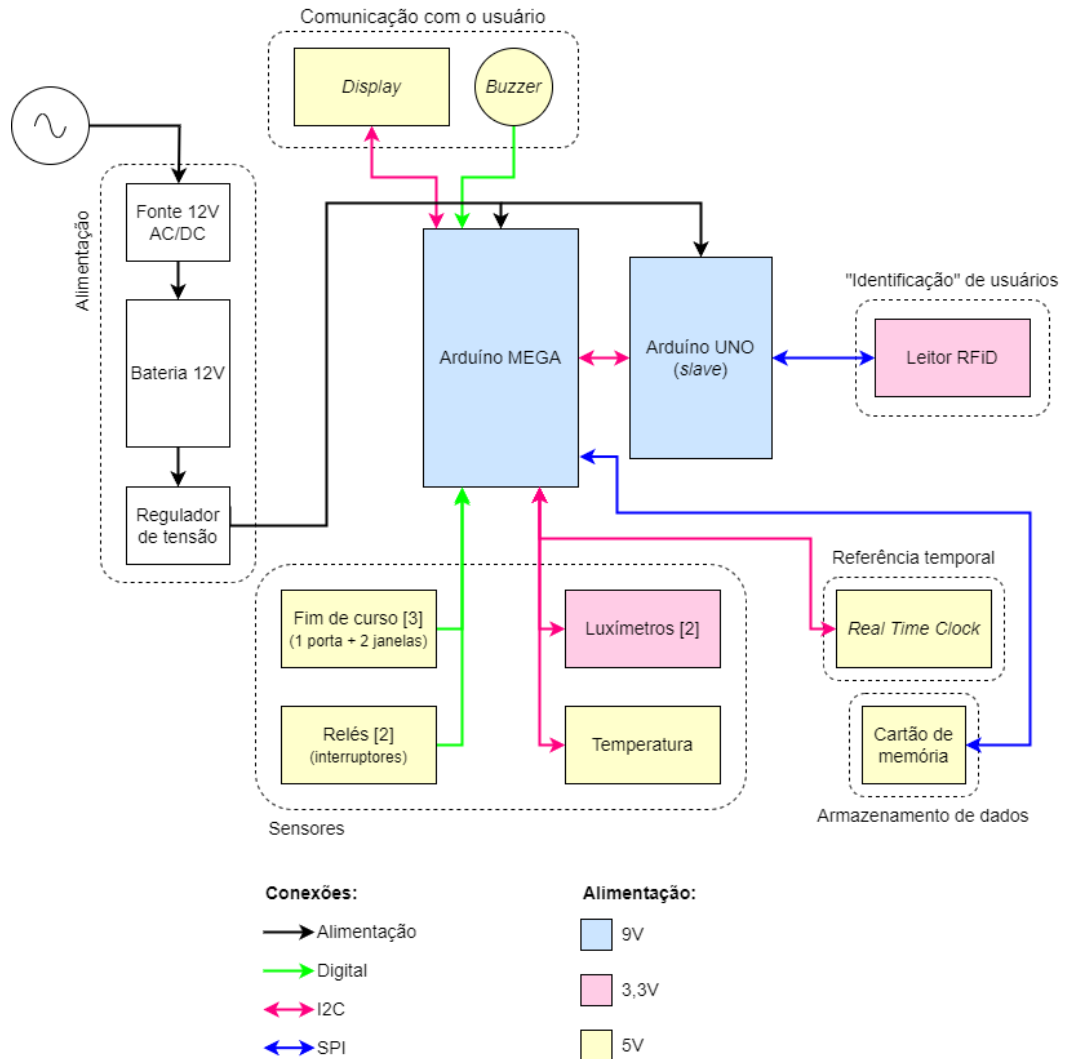 Comunicação com o usuário
Display
Buzzer
Alimentação
Fonte 12V
AC/DC
Bateria 12V
Regulador
de tensão
Arduíno MEGA
Arduíno UNO
(slave)
"Identificação" de usuários
Leitor RFiD
Fim de curso [3]
(1 porta + 2 janelas)
Luxímetros [2]
Relés [2]
(interruptores)
Temperatura
Sensores
Referência temporal
Real Time Clock
Cartão de
memória
Armazenamento de dados
Conexões:
Alimentação
Digital
I2C
SPI
Alimentação:
9V
3,3V
5V